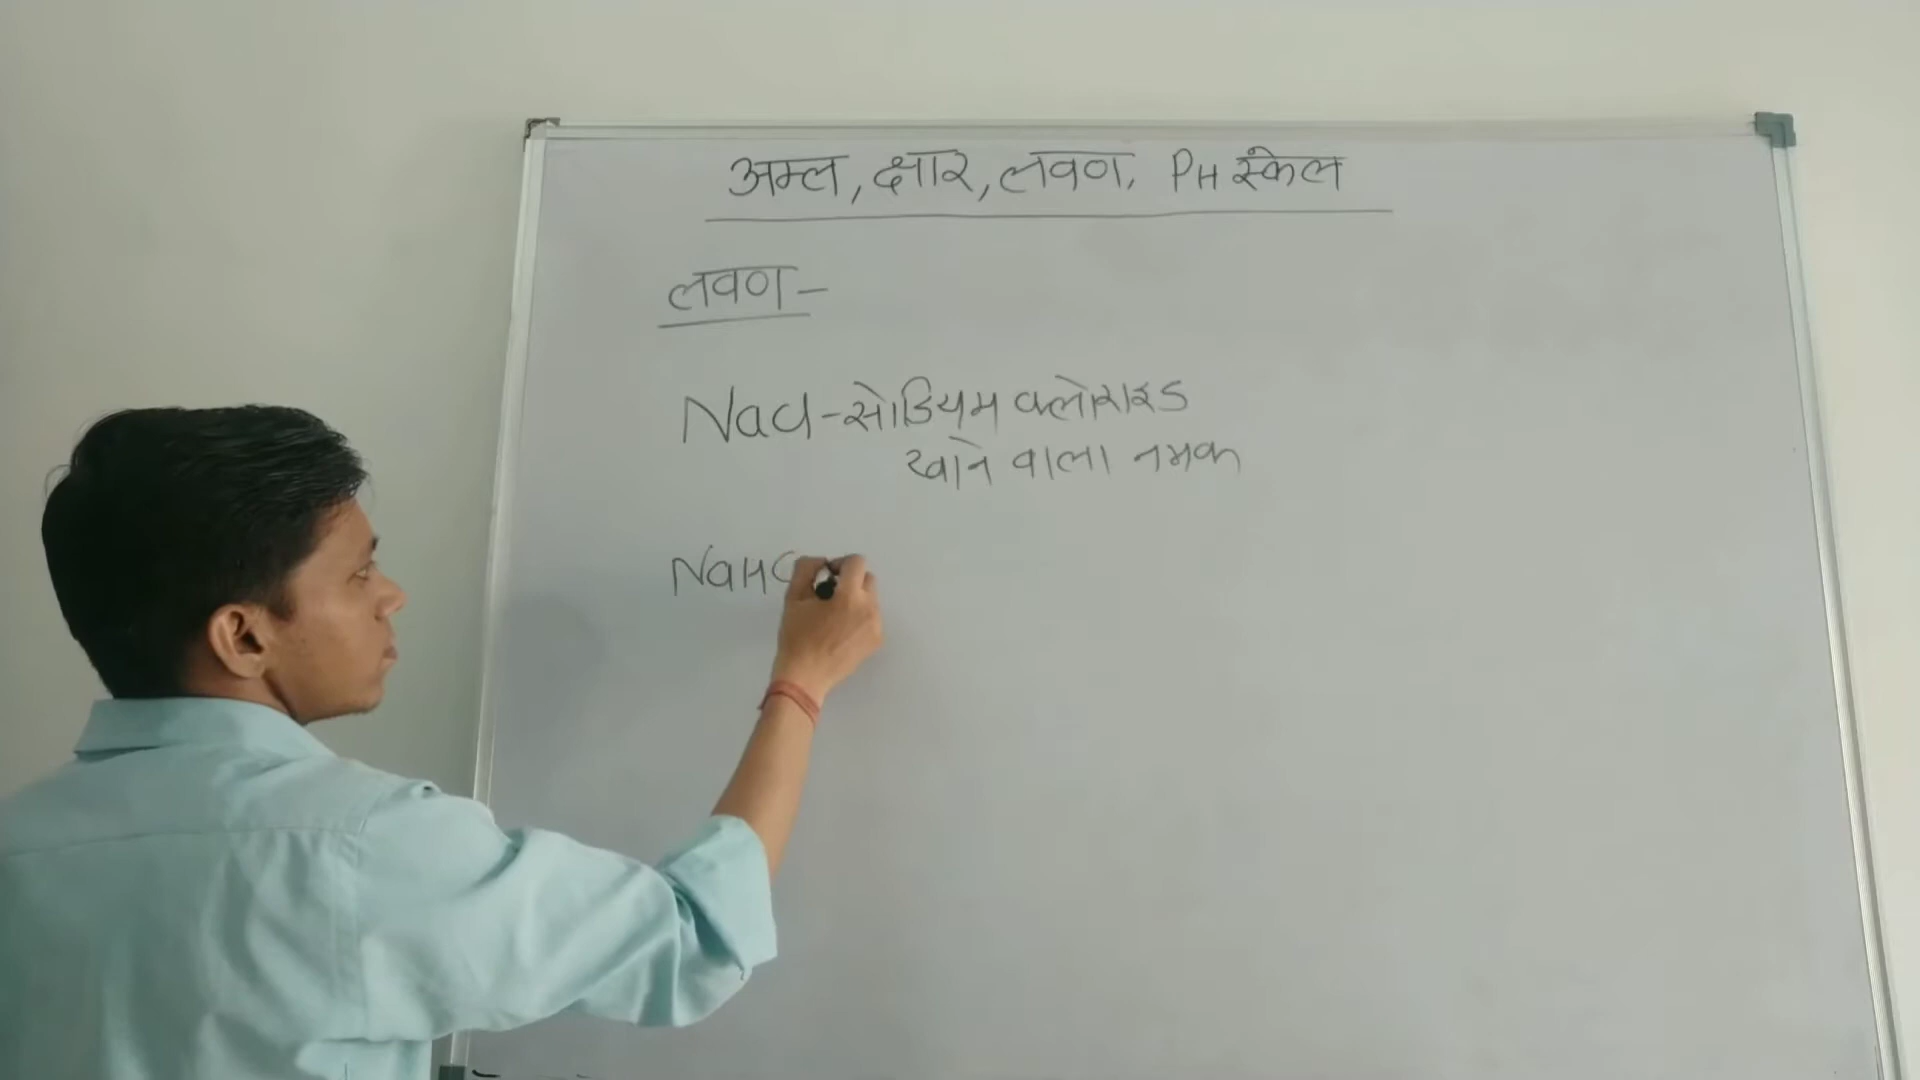 अम्ल, क्षार, लवण, PH स्केल
लवण –
Nacl - सोडियम क्लोराइड
खाने वाला नमक
NaHC